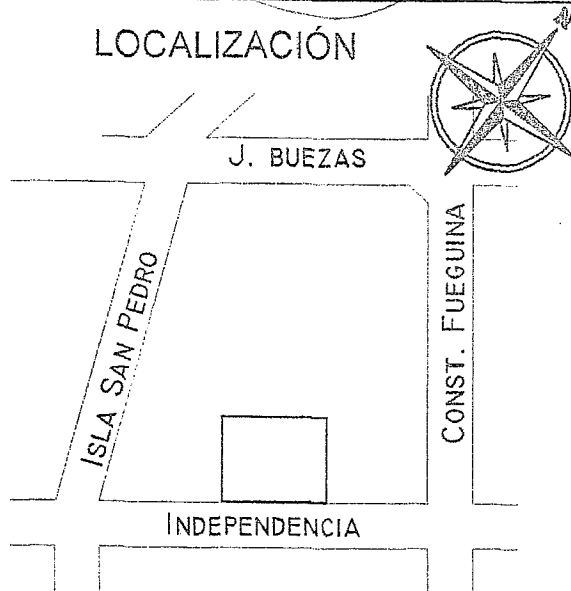 LOCALIZACIÓN
J. BUEZAS
ISLA SAN PEDRO
CONST. FUEGUINA
INDEPENDENCIA